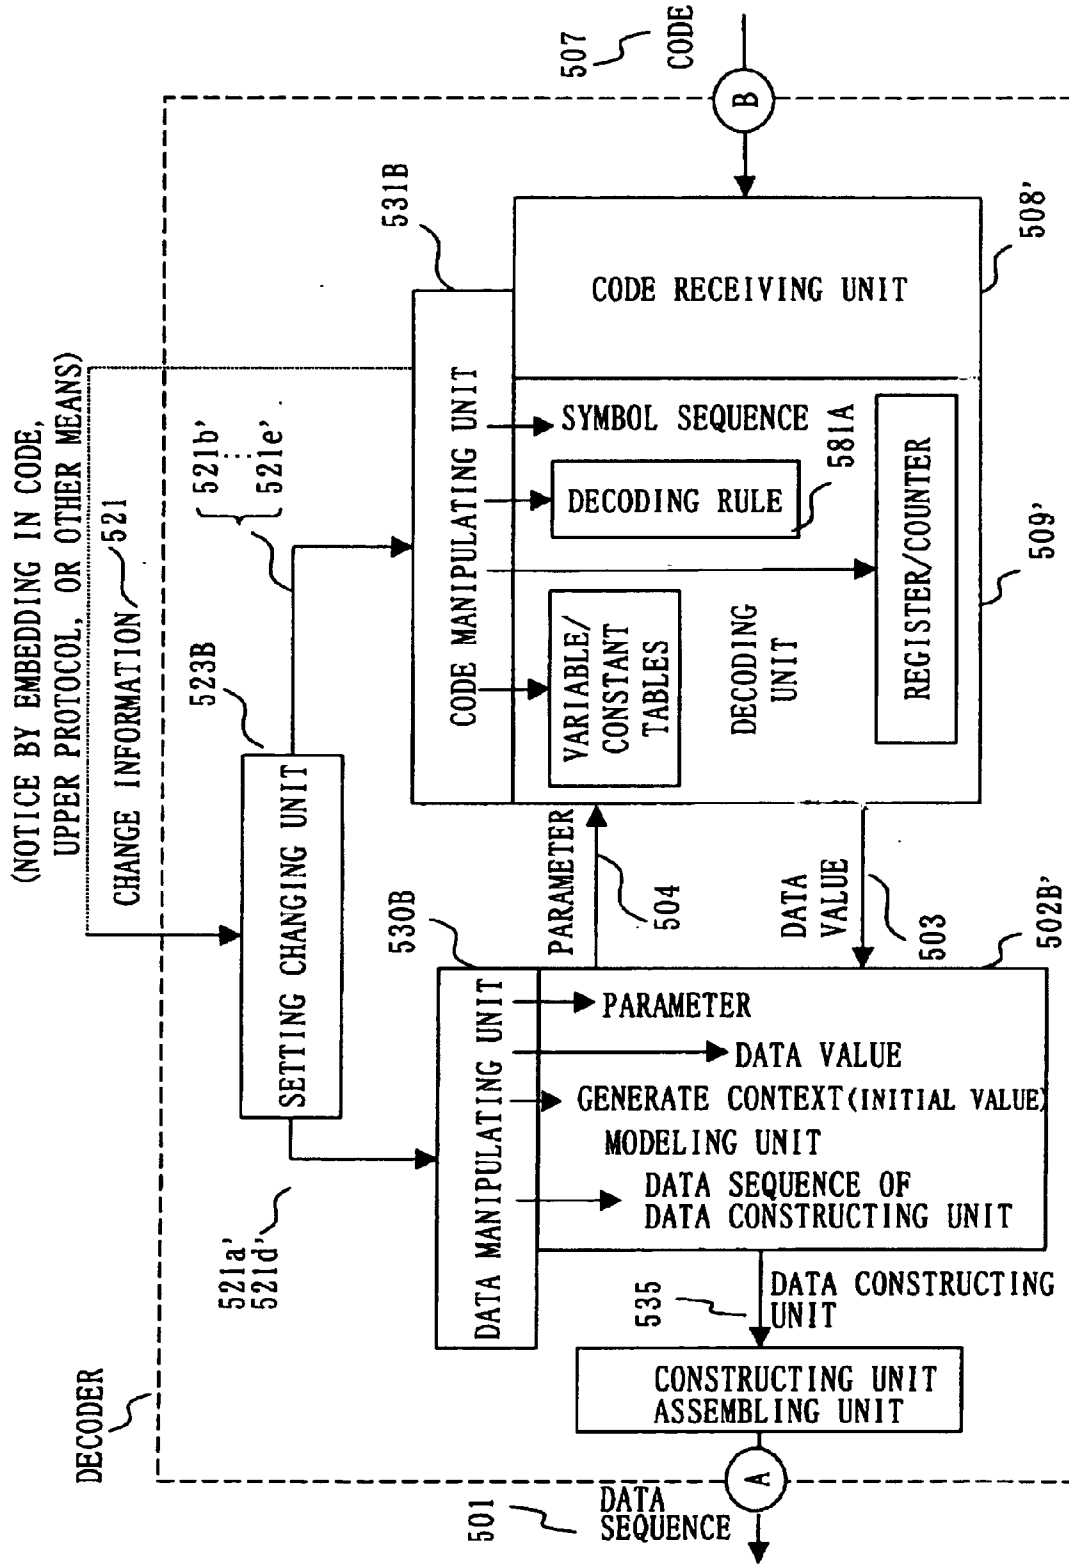 (NOTICE BY EMBEDDING IN CODE,
UPPER PROTOCOL, OR OTHER MEANS)
CHANGE INFORMATION 521
DECODER
523B
SETTING CHANGING UNIT
521a'
521d'
521b'
521e'
530B
DATA MANIPULATING UNIT
PARAMETER
DATA VALUE
GENERATE CONTEXT(INITIAL VALUE)
MODELING UNIT
DATA SEQUENCE OF
DATA CONSTRUCTING UNIT
502B'
531B
CODE MANIPULATING UNIT
SYMBOL SEQUENCE
DECODING RULE
581A
VARIABLE/
CONSTANT
TABLES
DECODING
UNIT
REGISTER/COUNTER
509'
CODE RECEIVING UNIT
508'
507
CODE
B
PARAMETER
504
DATA
VALUE
503
535
DATA CONSTRUCTING
UNIT
CONSTRUCTING UNIT
ASSEMBLING UNIT
A
501
DATA
SEQUENCE